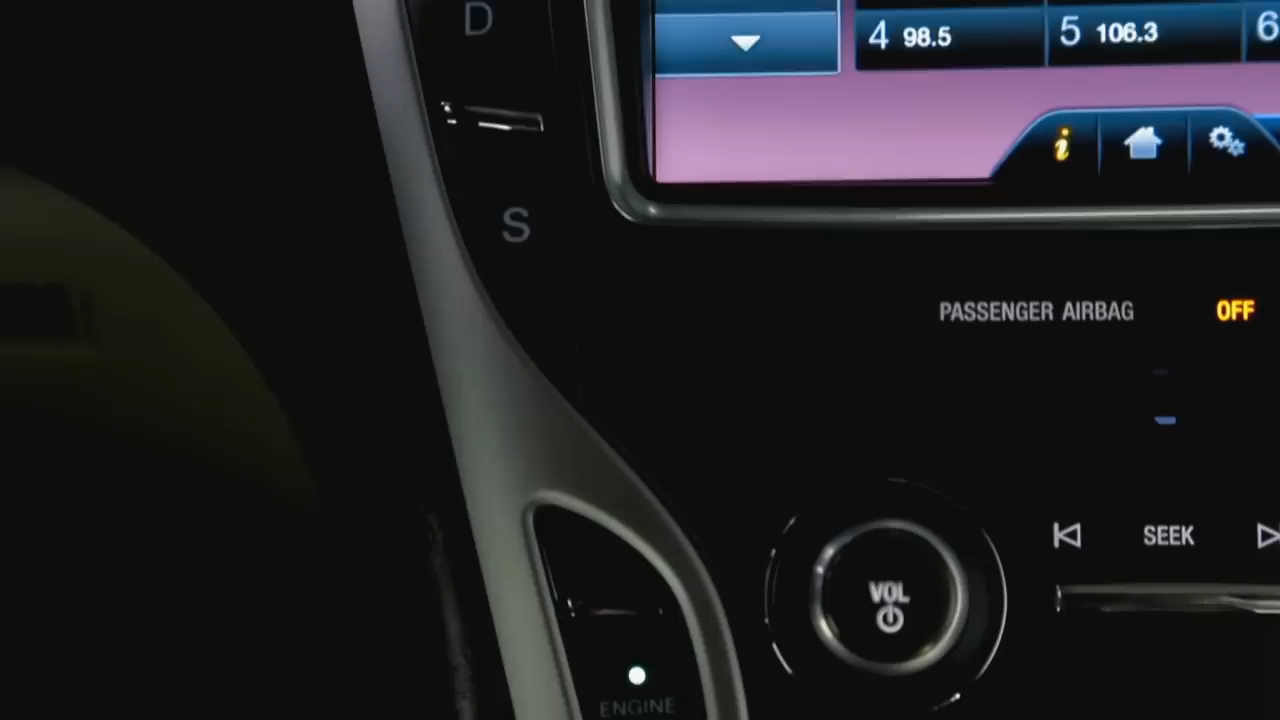 D
4 98.5
5 106.3
6
i
S
PASSENGER AIRBAG OFF
SEEK
VOL
ENGINE